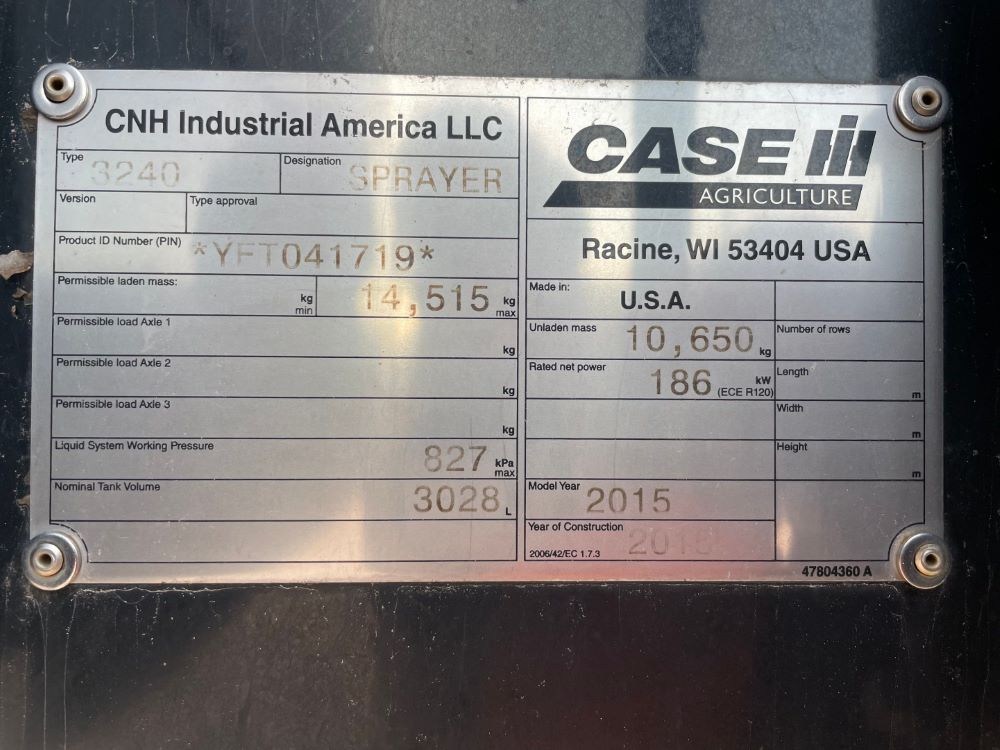 CNH Industrial America LLC
Type 3240 Designation SPRAYER
Version Type approval
Product ID Number (PIN) *YFT041719*
Permissible laden mass: kg min 14,515 kg max
Permissible load Axle 1 kg
Permissible load Axle 2 kg
Permissible load Axle 3 kg
Liquid System Working Pressure 827 kPa max
Nominal Tank Volume 3028 L
CASE IH
AGRICULTURE
Racine, WI 53404 USA
Made in: U.S.A.
Unladen mass 10,650 kg Number of rows
Rated net power 186 kW (ECE R120) Length m
Width m
Height m
Model Year 2015
Year of Construction
2006/42/EC 1.7.3
47804360 A